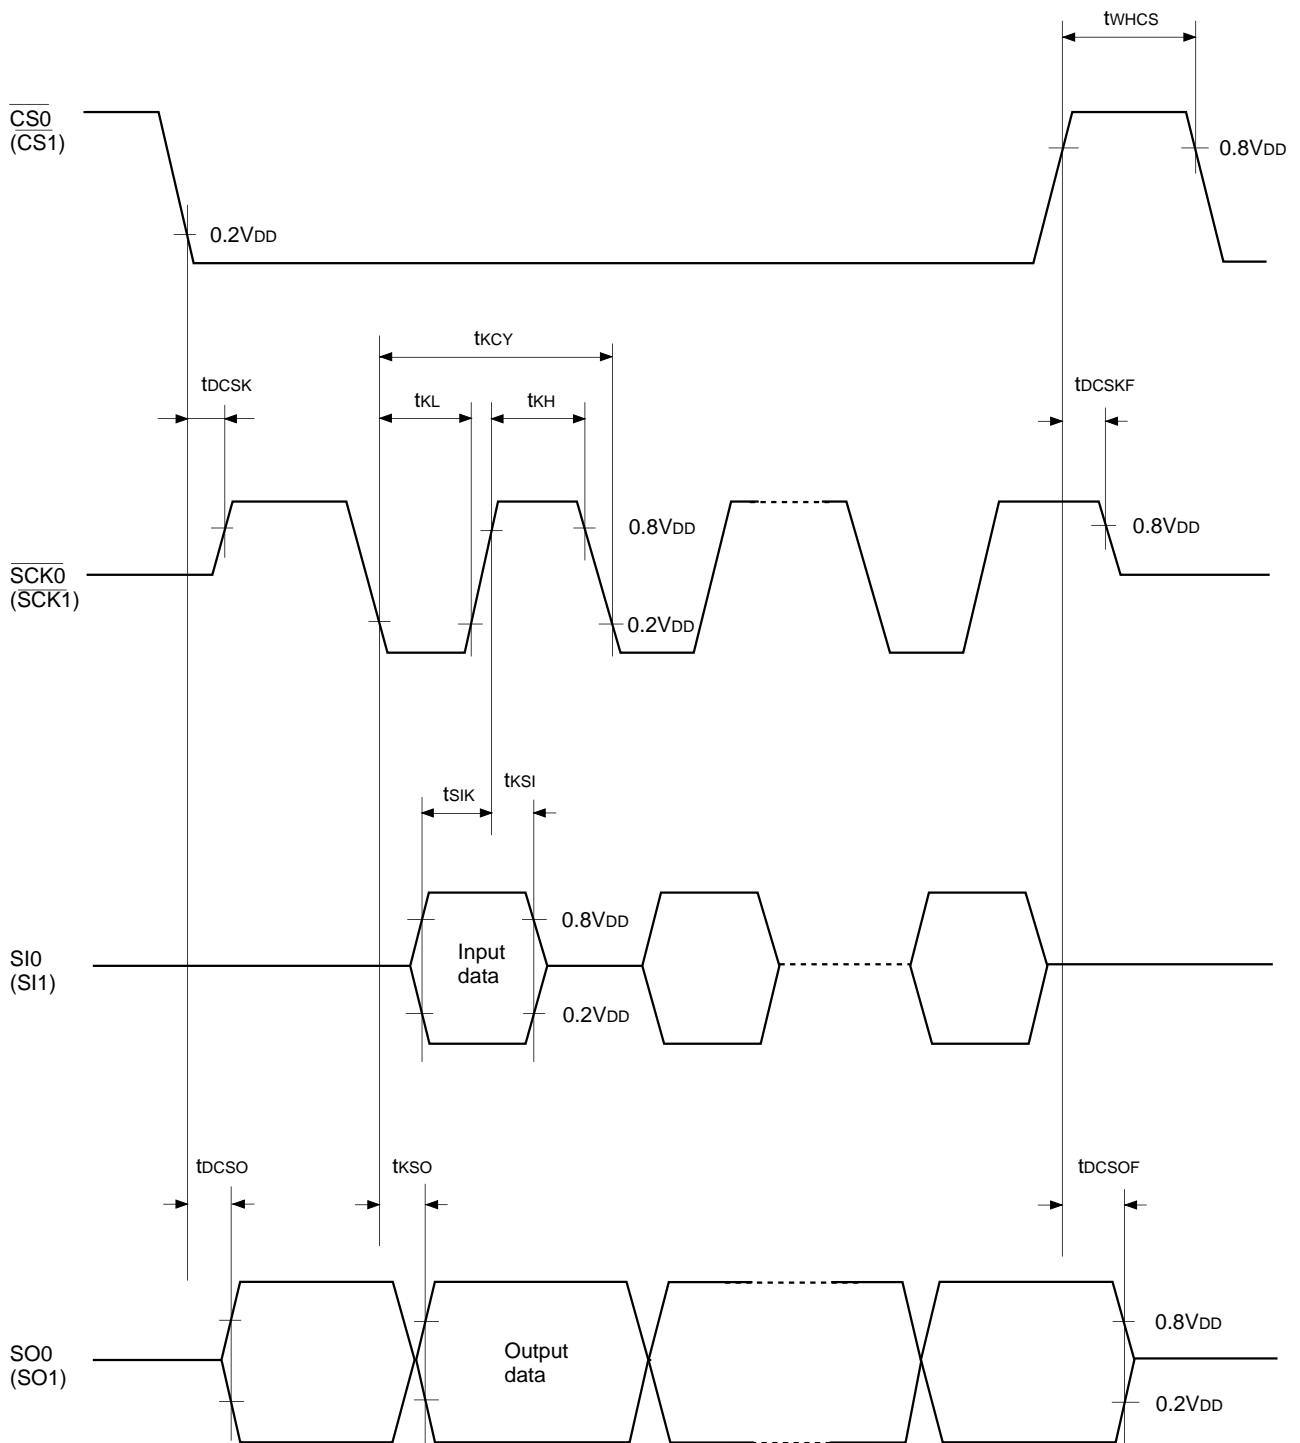 tWHCS
CS0
(CS1)
0.8VDD
0.2VDD
tKCY
tDCSK
tKL
tKH
tDCSKF
0.8VDD
0.8VDD
SCK0
(SCK1)
0.2VDD
tKSI
tSIK
0.8VDD
SI0
(SI1)
Input
data
0.2VDD
tDCSO
tKSO
tDCSOF
0.8VDD
SO0
(SO1)
Output
data
0.2VDD